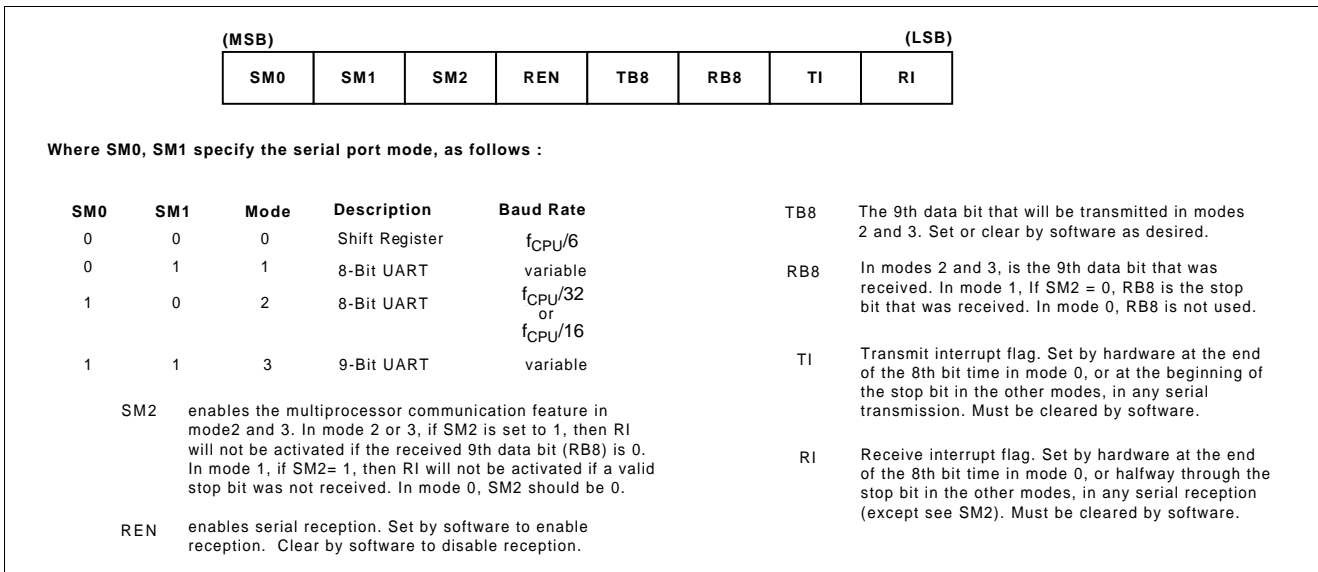 (MSB) (LSB)
SM0 SM1 SM2 REN TB8 RB8 TI RI
Where SM0, SM1 specify the serial port mode, as follows :
SM0 SM1 Mode Description Baud Rate
0 0 0 Shift Register fCPU/6
0 1 1 8-Bit UART variable
1 0 2 8-Bit UART fCPU/32
or
fCPU/16
1 1 3 9-Bit UART variable
SM2 enables the multiprocessor communication feature in
mode2 and 3. In mode 2 or 3, if SM2 is set to 1, then RI
will not be activated if the received 9th data bit (RB8) is 0.
In mode 1, if SM2= 1, then RI will not be activated if a valid
stop bit was not received. In mode 0, SM2 should be 0.
REN enables serial reception. Set by software to enable
reception. Clear by software to disable reception.
TB8 The 9th data bit that will be transmitted in modes
2 and 3. Set or clear by software as desired.
RB8 In modes 2 and 3, is the 9th data bit that was
received. In mode 1, If SM2 = 0, RB8 is the stop
bit that was received. In mode 0, RB8 is not used.
TI Transmit interrupt flag. Set by hardware at the end
of the 8th bit time in mode 0, or at the beginning of
the stop bit in the other modes, in any serial
transmission. Must be cleared by software.
RI Receive interrupt flag. Set by hardware at the end
of the 8th bit time in mode 0, or halfway through the
stop bit in the other modes, in any serial reception
(except see SM2). Must be cleared by software.